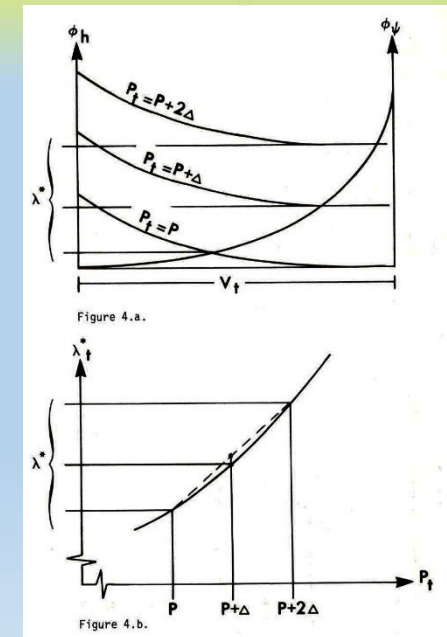 ϕh ϕψ
Pt=P+2Δ
Pt=P+Δ
λ*
Pt=P
Vt
Figure 4.a.
λ*t
λ*
Pt
P P+Δ P+2Δ
Figure 4.b.